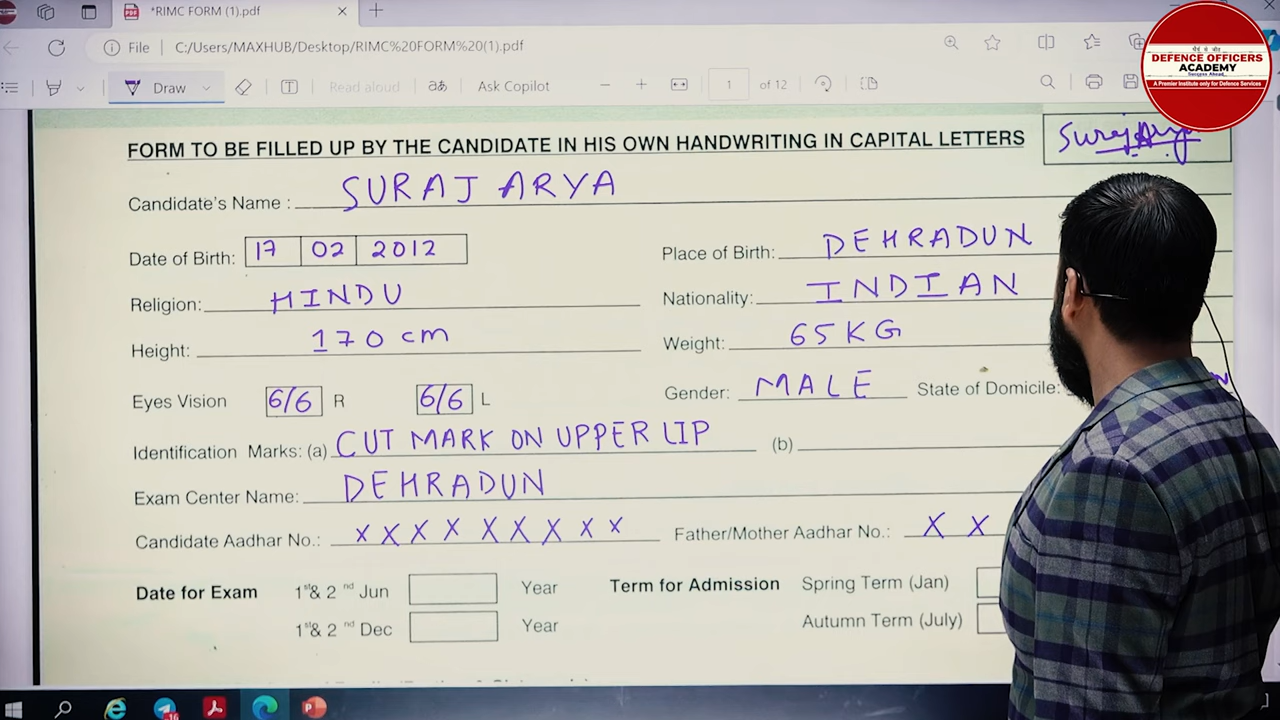 *RIMC FORM (1).pdf
File C:/Users/MAXHUB/Desktop/RIMC%20FORM%20(1).pdf
Draw Read aloud Ask Copilot 1 of 12
DEFENCE OFFICERS
ACADEMY
Success Ahead...
A Premier Institute only for Defence Services
FORM TO BE FILLED UP BY THE CANDIDATE IN HIS OWN HANDWRITING IN CAPITAL LETTERS
Suraj Arya
Candidate's Name : SURAJ ARYA
Date of Birth: 17 02 2012 Place of Birth: DEHRADUN
Religion: HINDU Nationality: INDIAN
Height: 170 cm Weight: 65 KG
Eyes Vision 6/6 R 6/6 L Gender: MALE State of Domicile:
Identification Marks: (a) CUT MARK ON UPPER LIP (b)
Exam Center Name: DEHRADUN
Candidate Aadhar No.: X X X X X X X X X Father/Mother Aadhar No.: X X
Date for Exam 1st & 2nd Jun Year Term for Admission Spring Term (Jan)
1st & 2nd Dec Year Autumn Term (July)
16